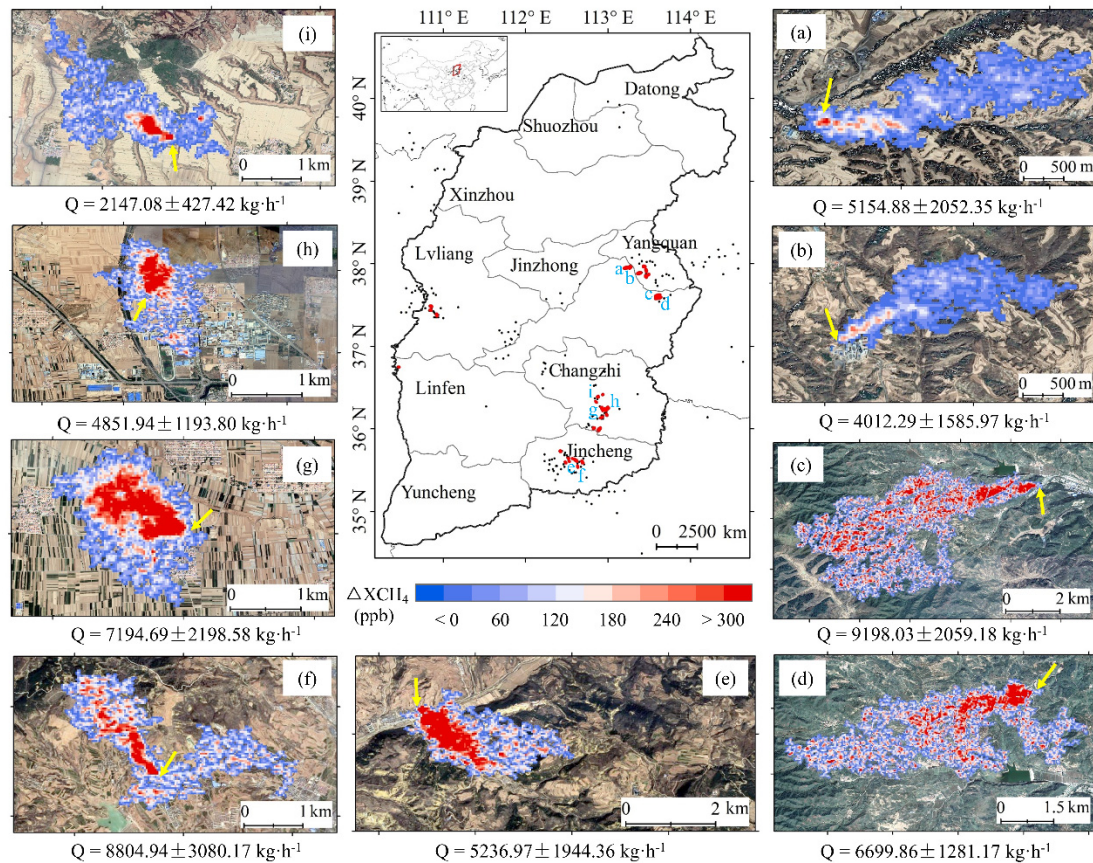 111° E
112° E
113° E
114° E
40° N
39° N
38° N
37° N
36° N
35° N
Datong
Shuozhou
Xinzhou
Yangquan
Lvliang
Jinzhong
a
b
c
d
Changzhi
Linfen
i
h
g
Jincheng
e
f
Yuncheng
0 2500 km
△XCH₄
(ppb)
< 0 60 120 180 240 > 300
(i)
0 1 km
Q = 2147.08±427.42 kg·h⁻¹
(h)
0 1 km
Q = 4851.94±1193.80 kg·h⁻¹
(g)
0 1 km
Q = 7194.69±2198.58 kg·h⁻¹
(f)
0 1 km
Q = 8804.94±3080.17 kg·h⁻¹
(e)
0 2 km
Q = 5236.97±1944.36 kg·h⁻¹
(a)
0 500 m
Q = 5154.88±2052.35 kg·h⁻¹
(b)
0 500 m
Q = 4012.29±1585.97 kg·h⁻¹
(c)
0 2 km
Q = 9198.03±2059.18 kg·h⁻¹
(d)
0 1.5 km
Q = 6699.86±1281.17 kg·h⁻¹